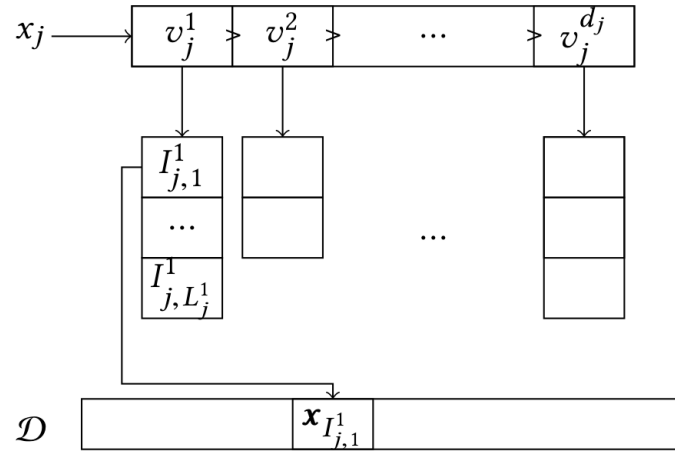 x_j v_j^1 > v_j^2 > ... > v_j^{d_j}
I_{j,1}^1
...
...
I_{j,L_j^1}^1
𝒟 𝒙_{I_{j,1}^1}